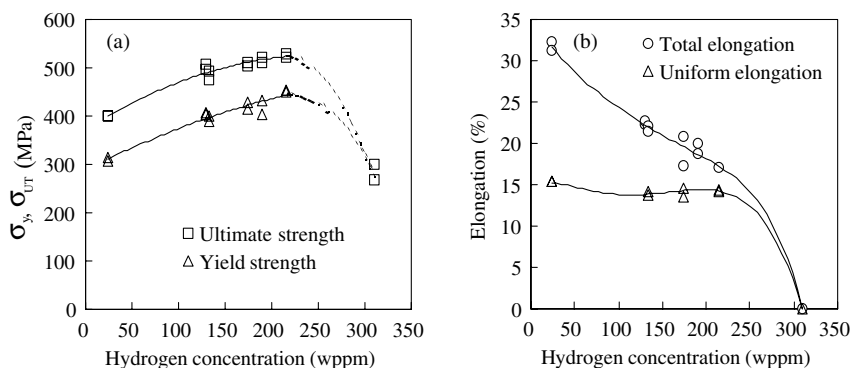 (a)
600
500
400
300
200
100
0
σy, σUT (MPa)
□ Ultimate strength
△ Yield strength
0 50 100 150 200 250 300 350
Hydrogen concentration (wppm)
(b)
35
30
25
20
15
10
5
0
Elongation (%)
○ Total elongation
△ Uniform elongation
0 50 100 150 200 250 300 350
Hydrogen concentration (wppm)